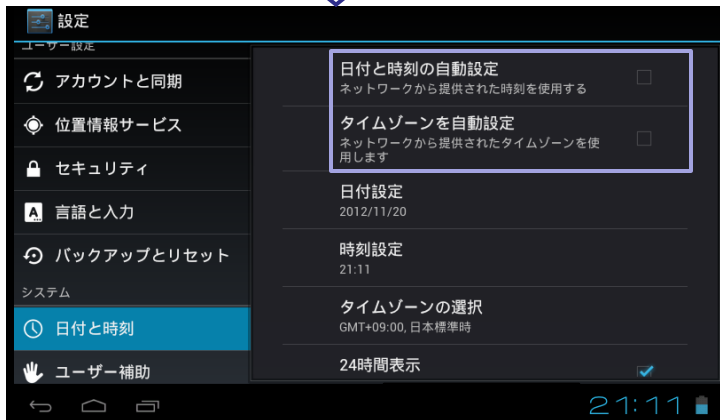 設定
ユーザー設定
アカウントと同期
位置情報サービス
セキュリティ
言語と入力
バックアップとリセット
システム
日付と時刻
ユーザー補助
日付と時刻の自動設定
ネットワークから提供された時刻を使用する
タイムゾーンを自動設定
ネットワークから提供されたタイムゾーンを使
用します
日付設定
2012/11/20
時刻設定
21:11
タイムゾーンの選択
GMT+09:00, 日本標準時
24時間表示
21:11